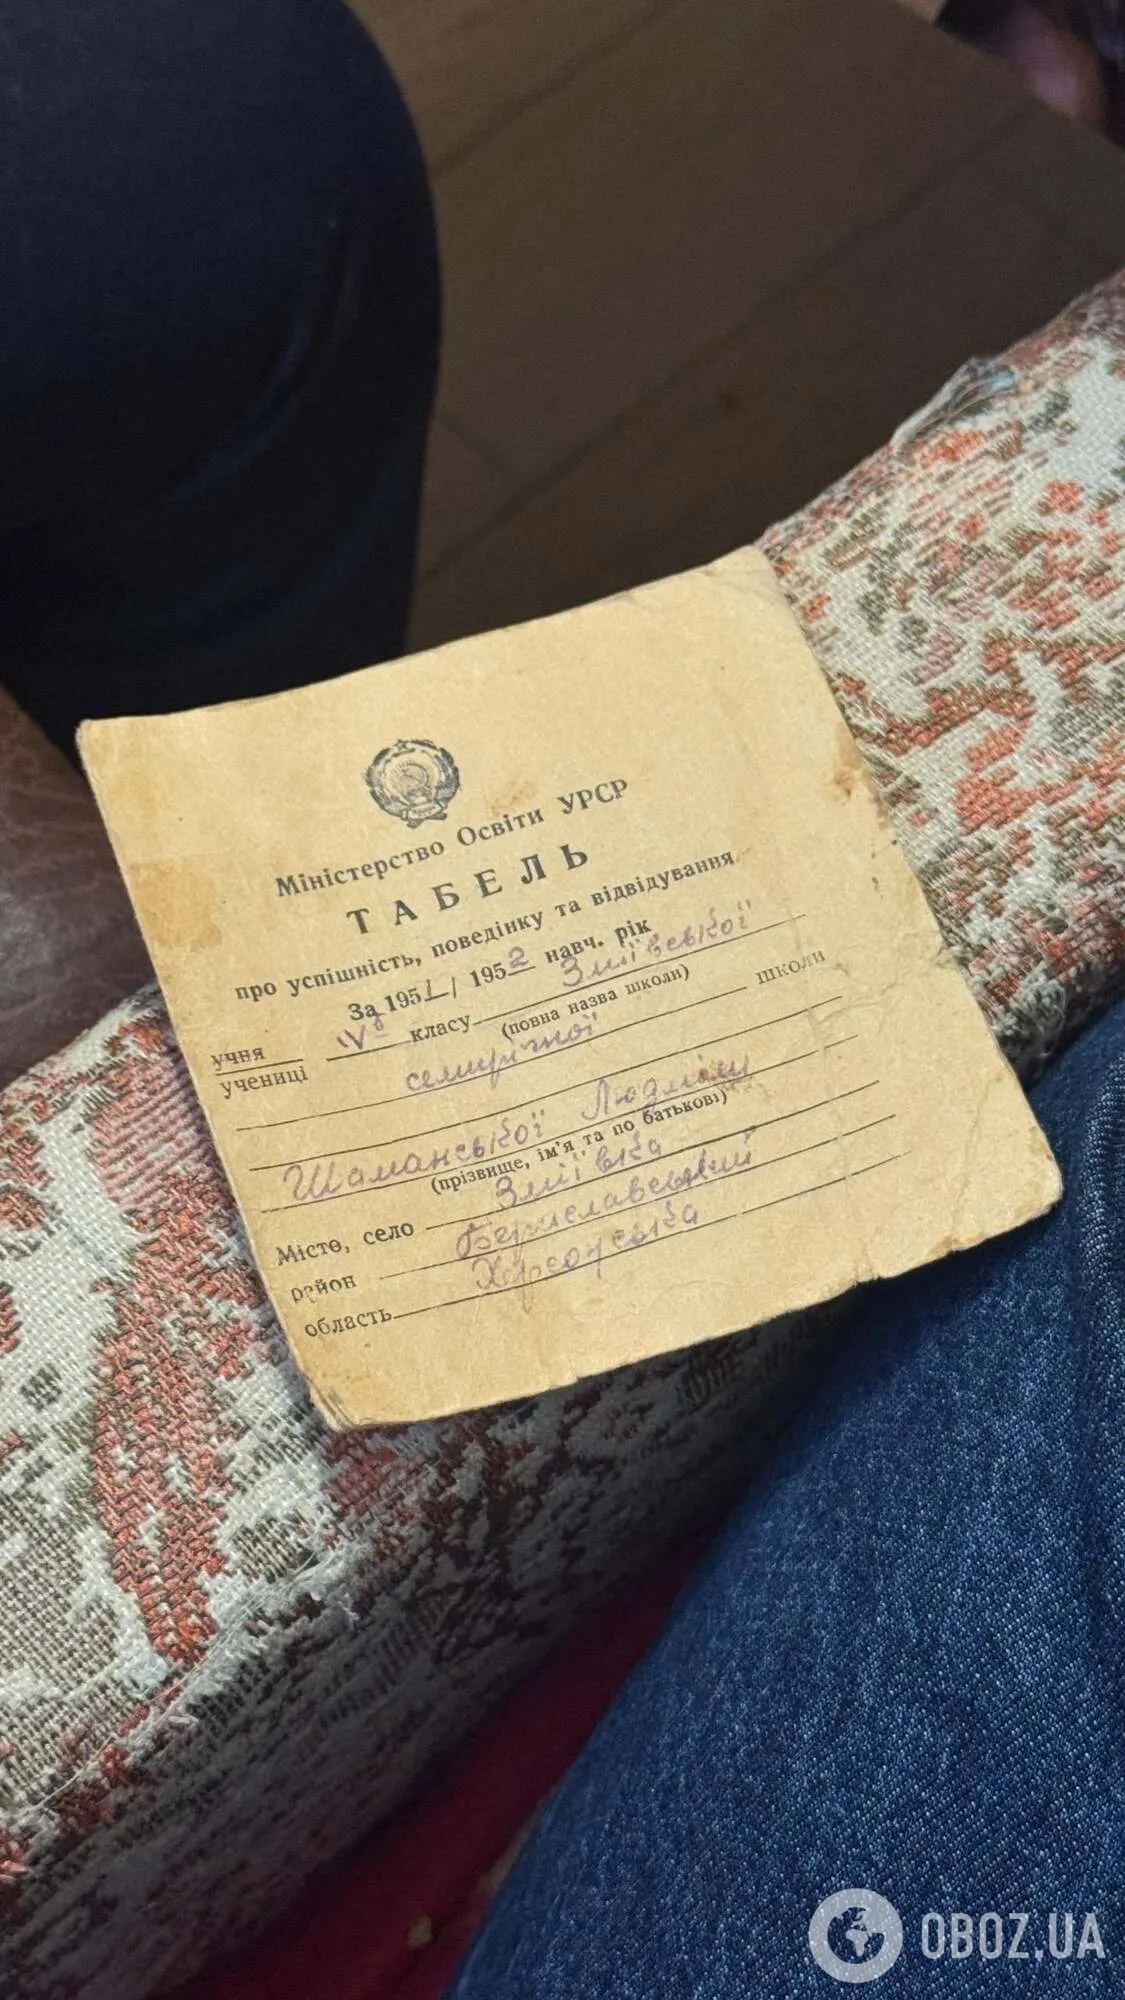 Міністерство Освіти УРСР
ТАБЕЛЬ
про успішність, поведінку та відвідування
За 1951/1952 навч. рік
учня
учениці IVб класу Зміївської
(повна назва школи)
семирічної школи
Шаманської Людміли
(прізвище, ім'я та по батькові)
Місто, село Зміївка
район Бериславський
область Херсонська
OBOZ.UA